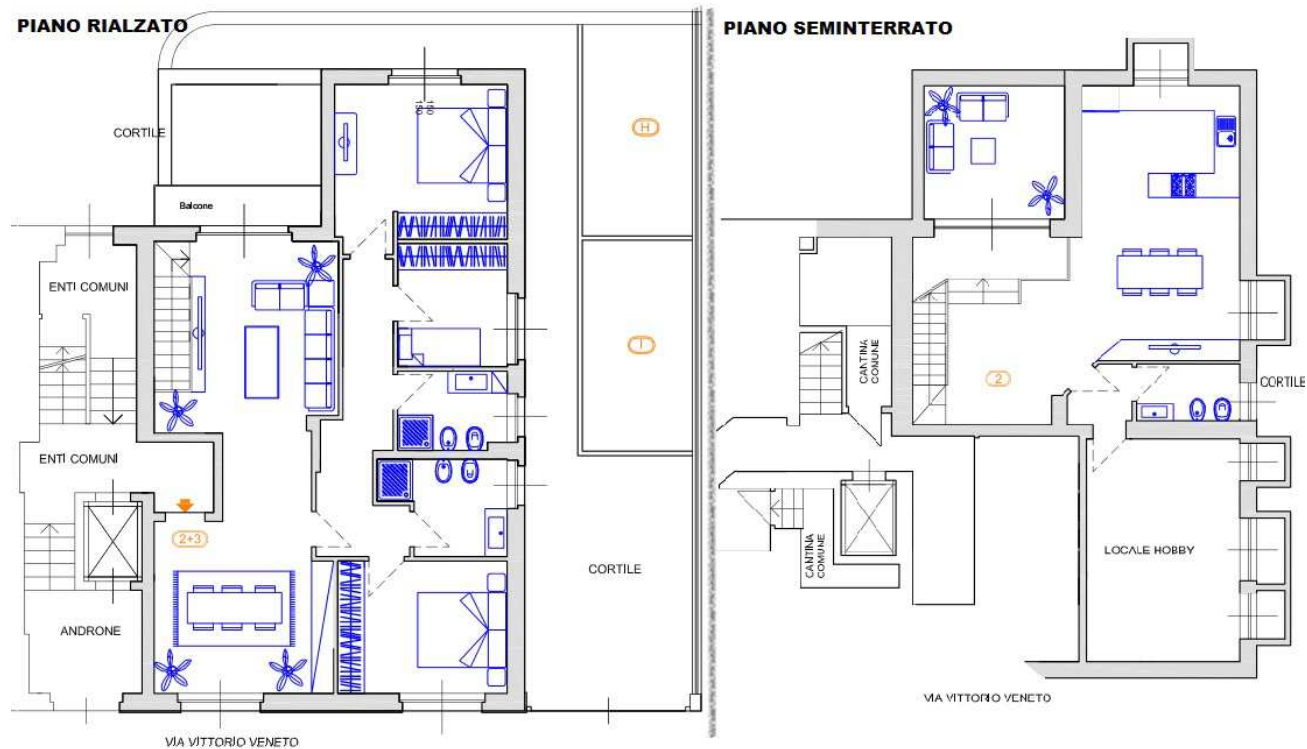 PIANO RIALZATO
CORTILE
150
150
H
Balcone
ENTI COMUNI
I
ENTI COMUNI
2+3
CORTILE
ANDRONE
VIA VITTORIO VENETO
PIANO SEMINTERRATO
CANTINA
COMUNE
2
CORTILE
LOCALE HOBBY
CANTINA
COMUNE
VIA VITTORIO VENETO